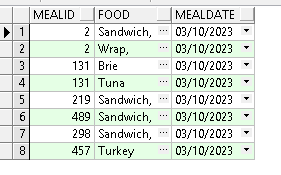 MEALID FOOD MEALDATE
1 2 Sandwich, ... 03/10/2023
2 2 Wrap, ... 03/10/2023
3 131 Brie ... 03/10/2023
4 131 Tuna ... 03/10/2023
5 219 Sandwich, ... 03/10/2023
6 489 Sandwich, ... 03/10/2023
7 298 Sandwich, ... 03/10/2023
8 457 Turkey ... 03/10/2023